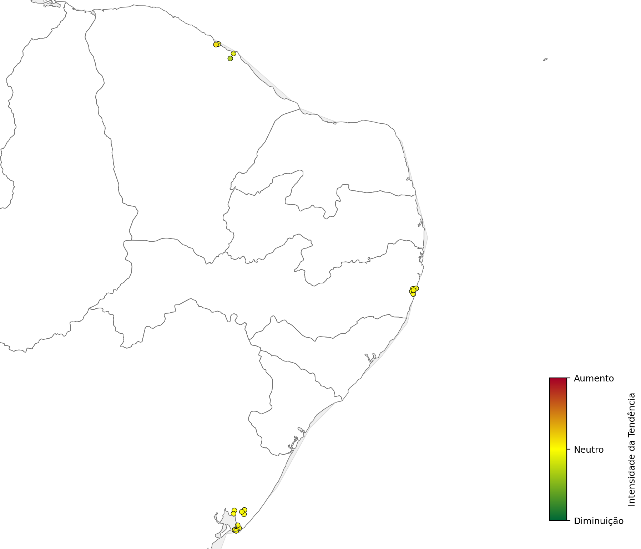 Aumento
Neutro
Diminuição
Intensidade da Tendência